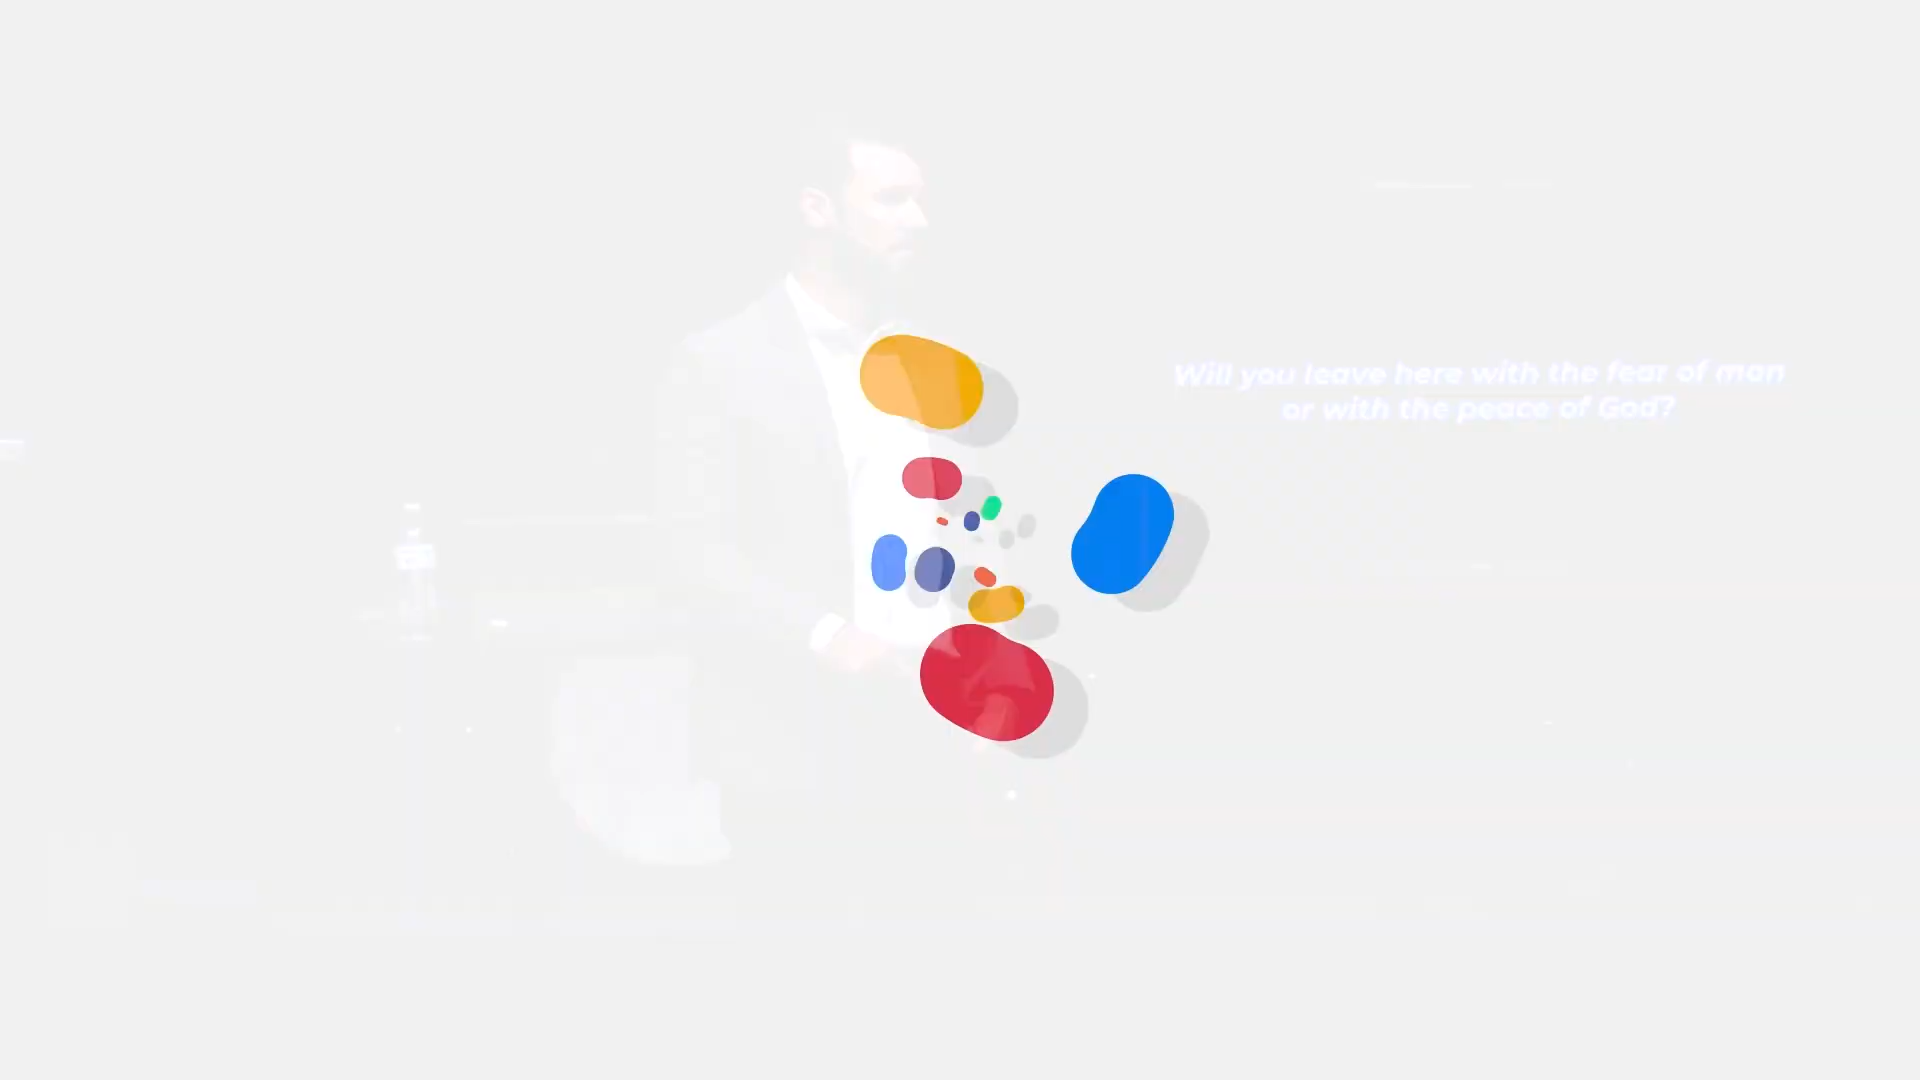 Will you leave here with the fear of man
or with the peace of God?